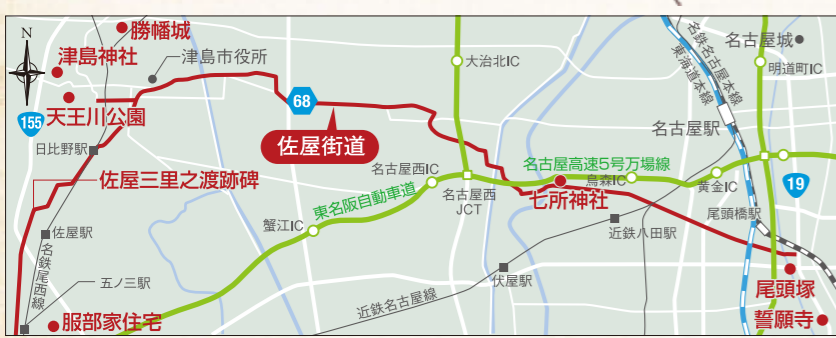 N
勝幡城
津島神社
津島市役所
天王川公園
155
日比野駅
佐屋三里之渡跡碑
佐屋駅
名鉄尾西線
五ノ三駅
服部家住宅
68
佐屋街道
大治北IC
名古屋西IC
東名阪自動車道
蟹江IC
名古屋西
JCT
名古屋高速5号万場線
烏森IC
七所神社
近鉄八田駅
伏屋駅
近鉄名古屋線
名鉄名古屋本線
東海道本線
名古屋城
明道町IC
名古屋駅
黄金IC
19
尾頭橋駅
尾頭塚
誓願寺